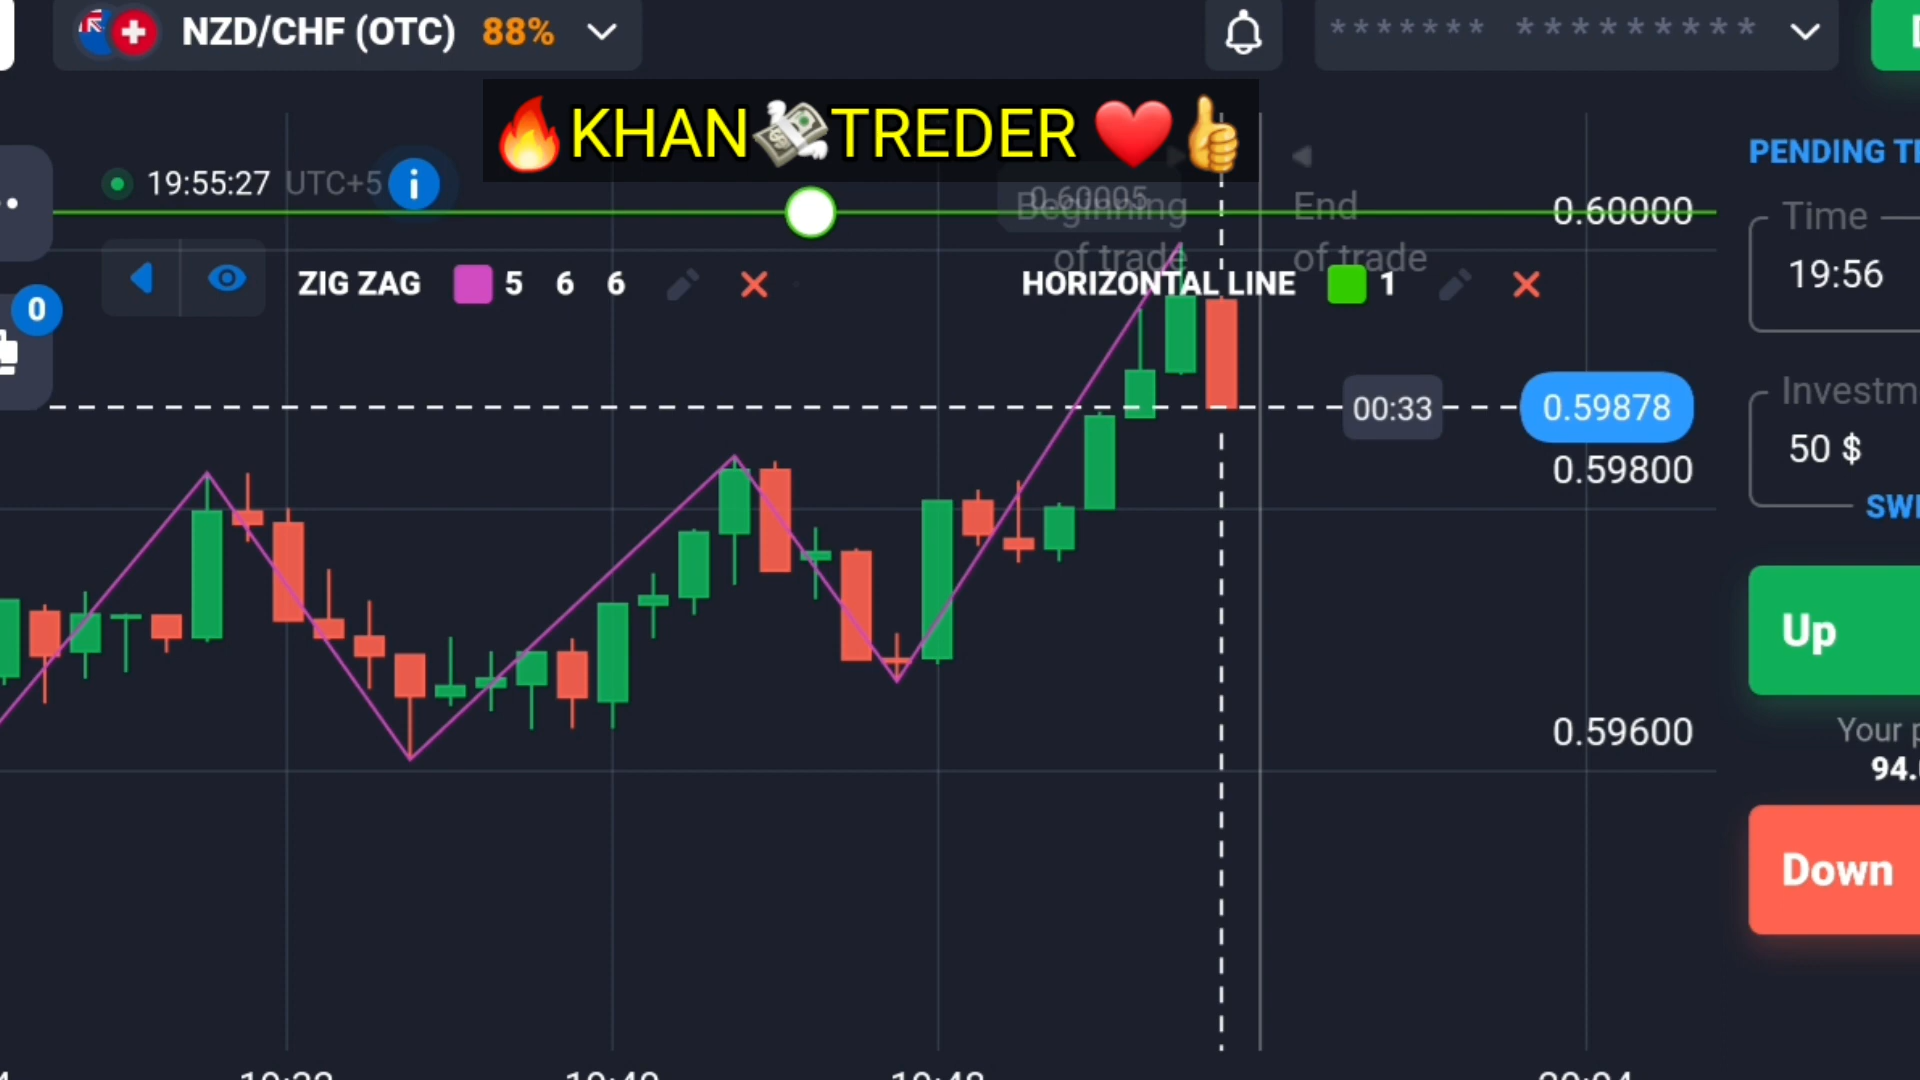 NZD/CHF (OTC) 88%
******* *********
🔥KHAN💸TREDER ❤️👍
PENDING
19:55:27 UTC+5
0.60005
Beginning
of trade
End
of trade
0.60000
Time
19:56
ZIG ZAG 5 6 6
HORIZONTAL LINE 1
0
00:33
0.59878
50 $
0.59800
Up
Your
0.59600
94.
Down